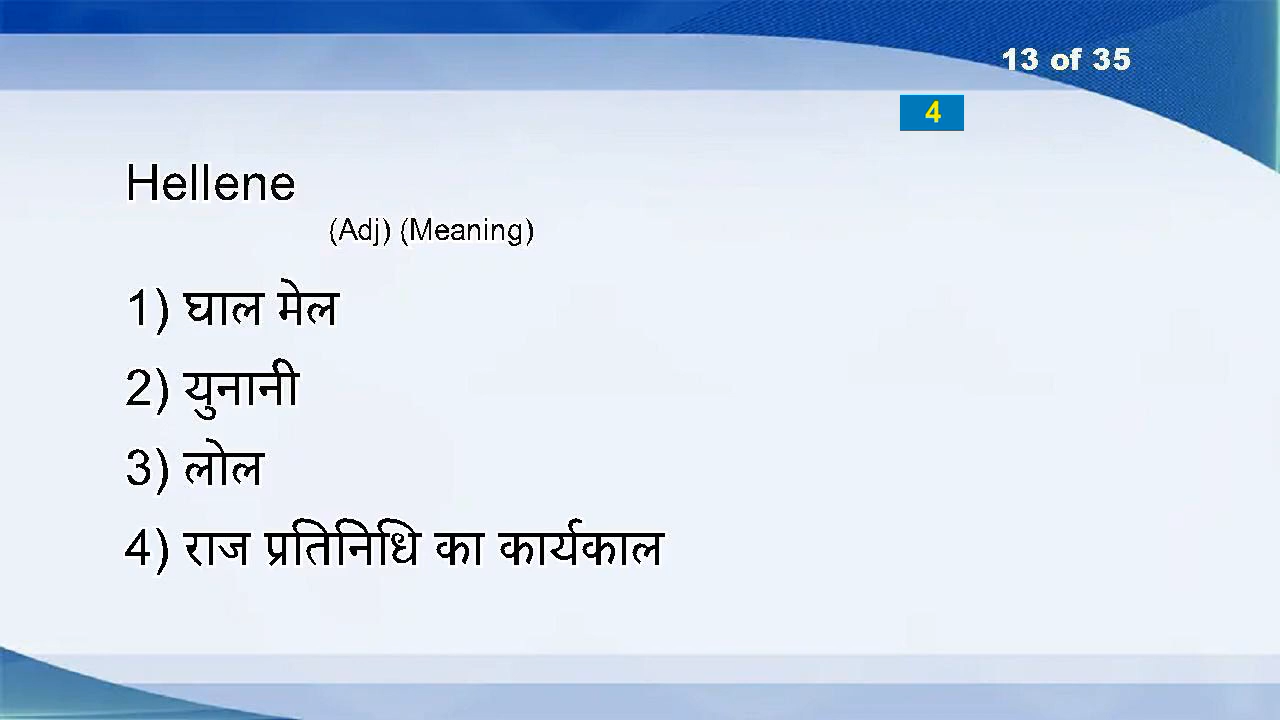 13 of 35
4
Hellene
(Adj) (Meaning)
1) घाल मेल
2) युनानी
3) लोल
4) राज प्रतिनिधि का कार्यकाल